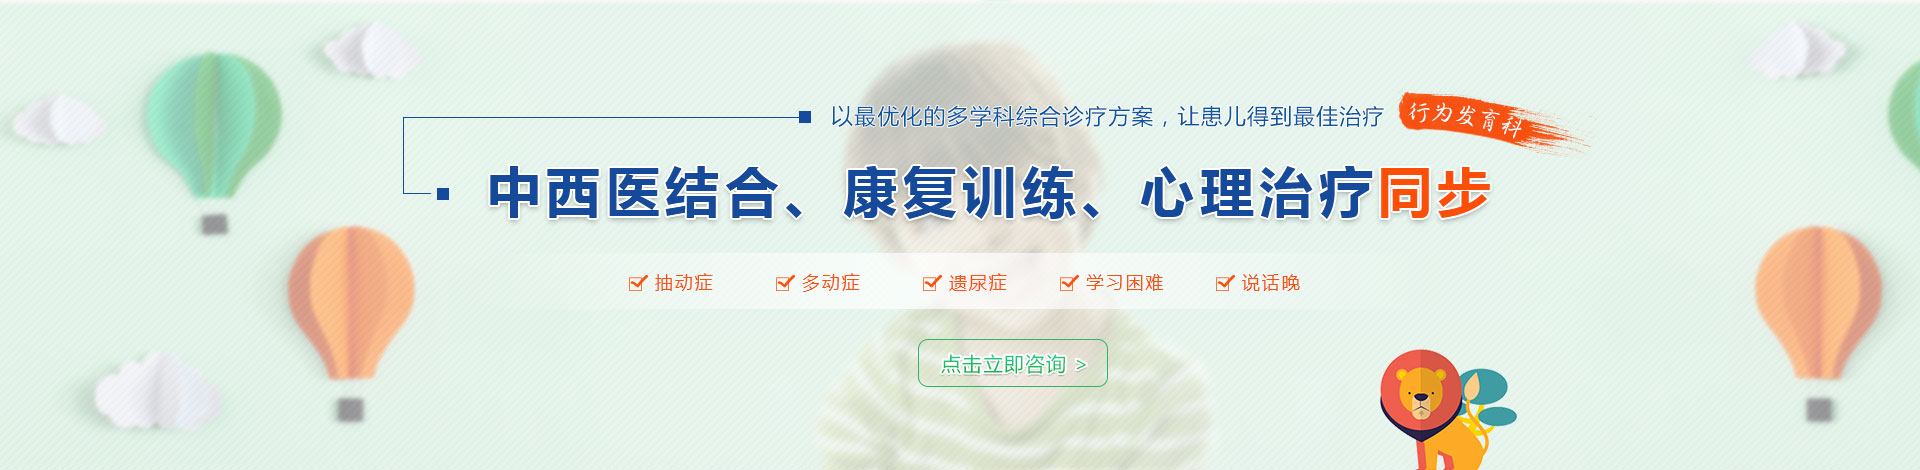 以最优化的多学科综合诊疗方案，让患儿得到最佳治疗
行为发育科
中西医结合、康复训练、心理治疗同步
抽动症 多动症 遗尿症 学习困难 说话晚
点击立即咨询 >